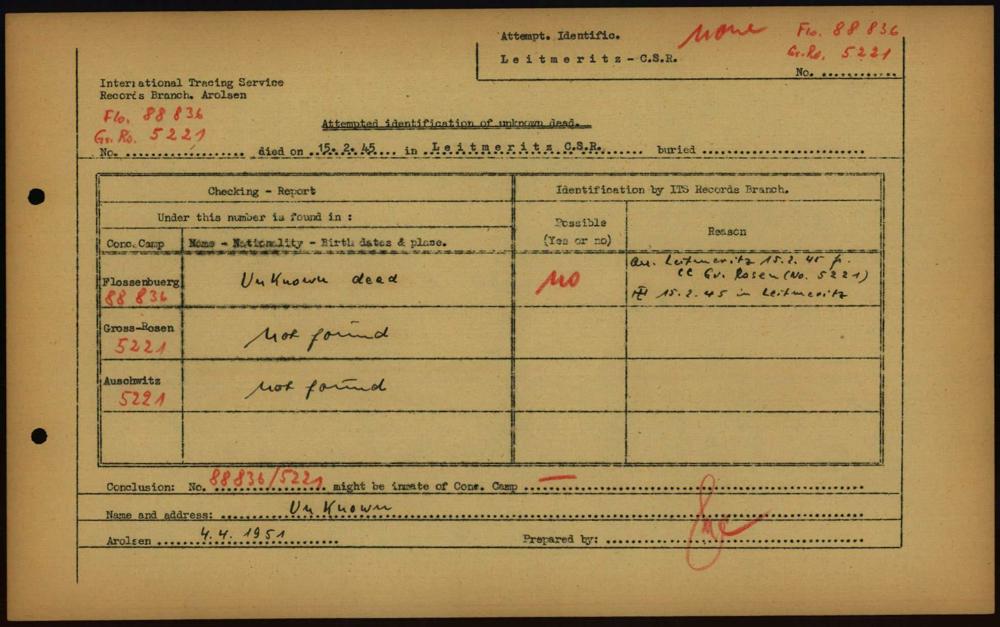 Attempt. Identific. none Flo. 88 836
Leitmeritz - C.S.R. Gr.Ro. 5221
No. ............
International Tracing Service
Records Branch. Arolsen
Flo. 88 836
Gr. Ro. 5221
Attempted identification of unknown dead.
No. .................. died on .15. 2. 45... in .Leitmeritz C.S.R....... buried .........................
Checking - Report Identification by ITS Records Branch.
Under this number is found in :
Conc.Camp Name - Nationality - Birth dates & place. Possible (Yes or no) Reason
Flossenbuerg 88 836 Unknown dead no
Leitmeritz 15.2.45
CC Gr. Rosen (No. 5221)
15.2.45 in Leitmeritz
Gross-Rosen 5221 not found
Auschwitz 5221 not found
Conclusion: No. 88836/5221 might be inmate of Conc. Camp —
Name and address: Unknown
Arolsen 4.4.1951 Prepared by: